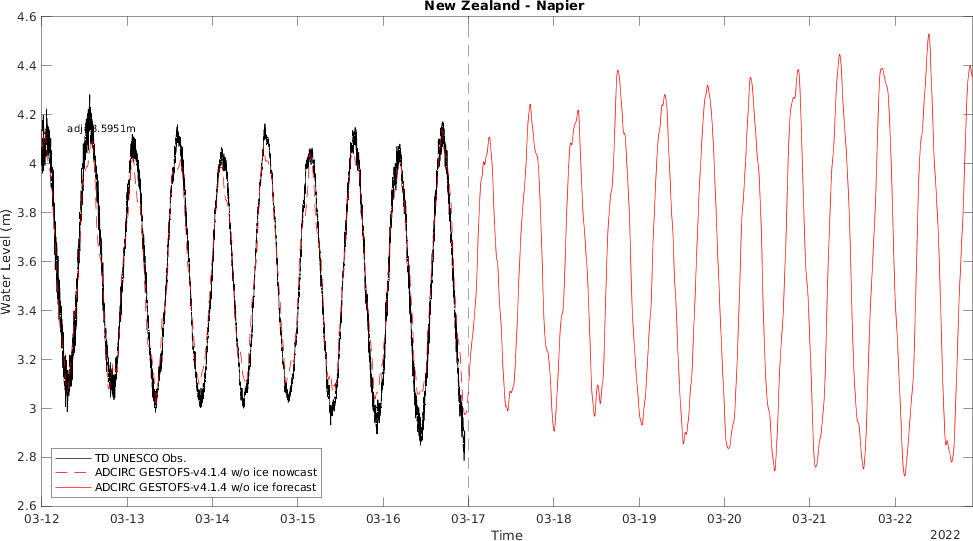 New Zealand - Napier
4.6
4.4
4.2
4
3.8
3.6
3.4
3.2
3
2.8
2.6
Water Level (m)
TD UNESCO Obs.
ADCIRC GESTOFS-v4.1.4 w/o ice nowcast
ADCIRC GESTOFS-v4.1.4 w/o ice forecast
03-12 03-13 03-14 03-15 03-16 03-17 03-18 03-19 03-20 03-21 03-22
Time
2022